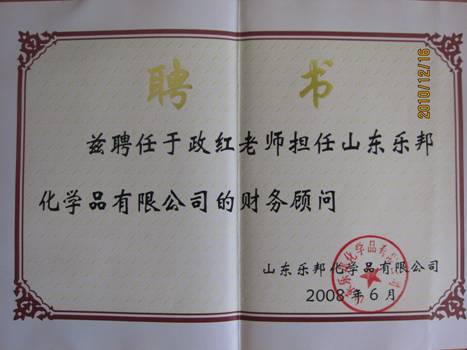 聘 书
兹聘任于政红老师担任山东乐邦
化学品有限公司的财务顾问
山东乐邦化学品有限公司
2008年6月
2010/12/16